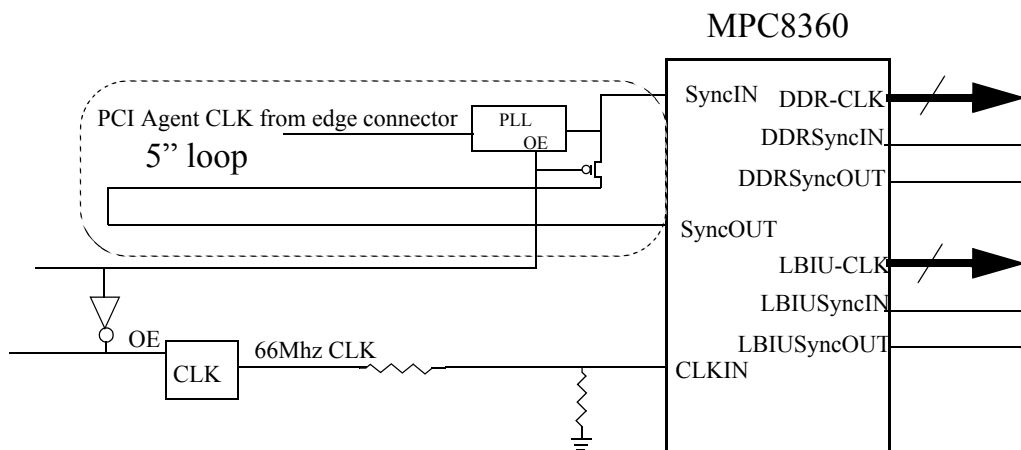 MPC8360
SyncIN
DDR-CLK
PCI Agent CLK from edge connector
PLL
OE
5” loop
DDRSyncIN
DDRSyncOUT
SyncOUT
LBIU-CLK
LBIUSyncIN
OE
66Mhz CLK
LBIUSyncOUT
CLK
CLKIN